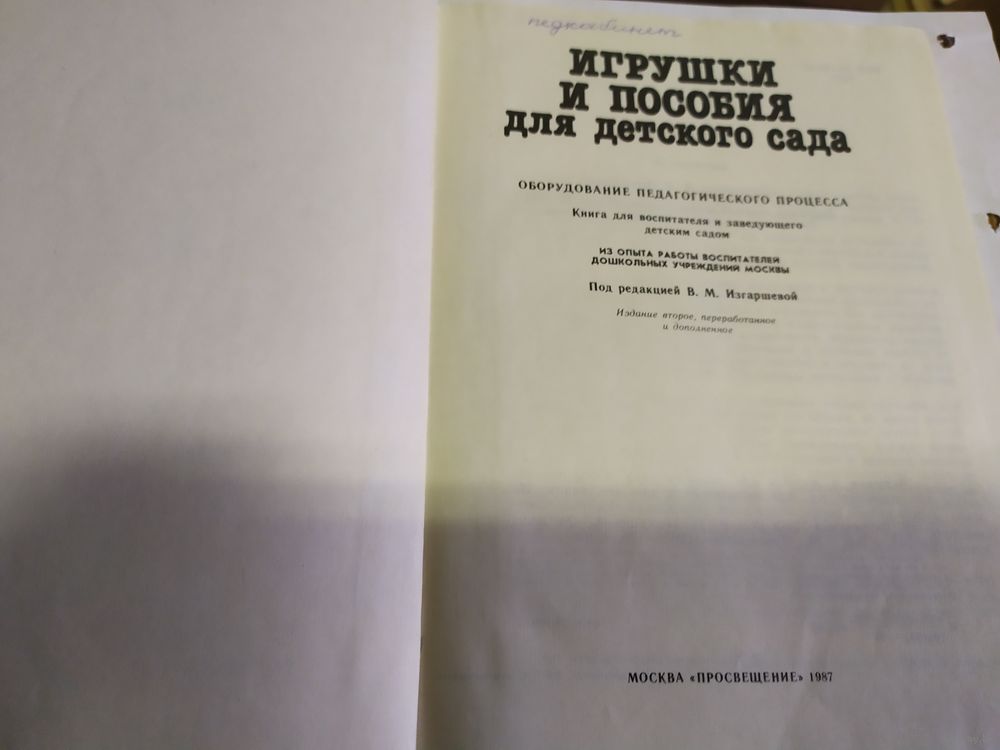 педкабинет
ИГРУШКИ
И ПОСОБИЯ
для детского сада
ОБОРУДОВАНИЕ ПЕДАГОГИЧЕСКОГО ПРОЦЕССА
Книга для воспитателя и заведующего
детским садом
ИЗ ОПЫТА РАБОТЫ ВОСПИТАТЕЛЕЙ
ДОШКОЛЬНЫХ УЧРЕЖДЕНИЙ МОСКВЫ
Под редакцией В. М. Изгаршевой
Издание второе, переработанное
и дополненное
МОСКВА «ПРОСВЕЩЕНИЕ» 1987